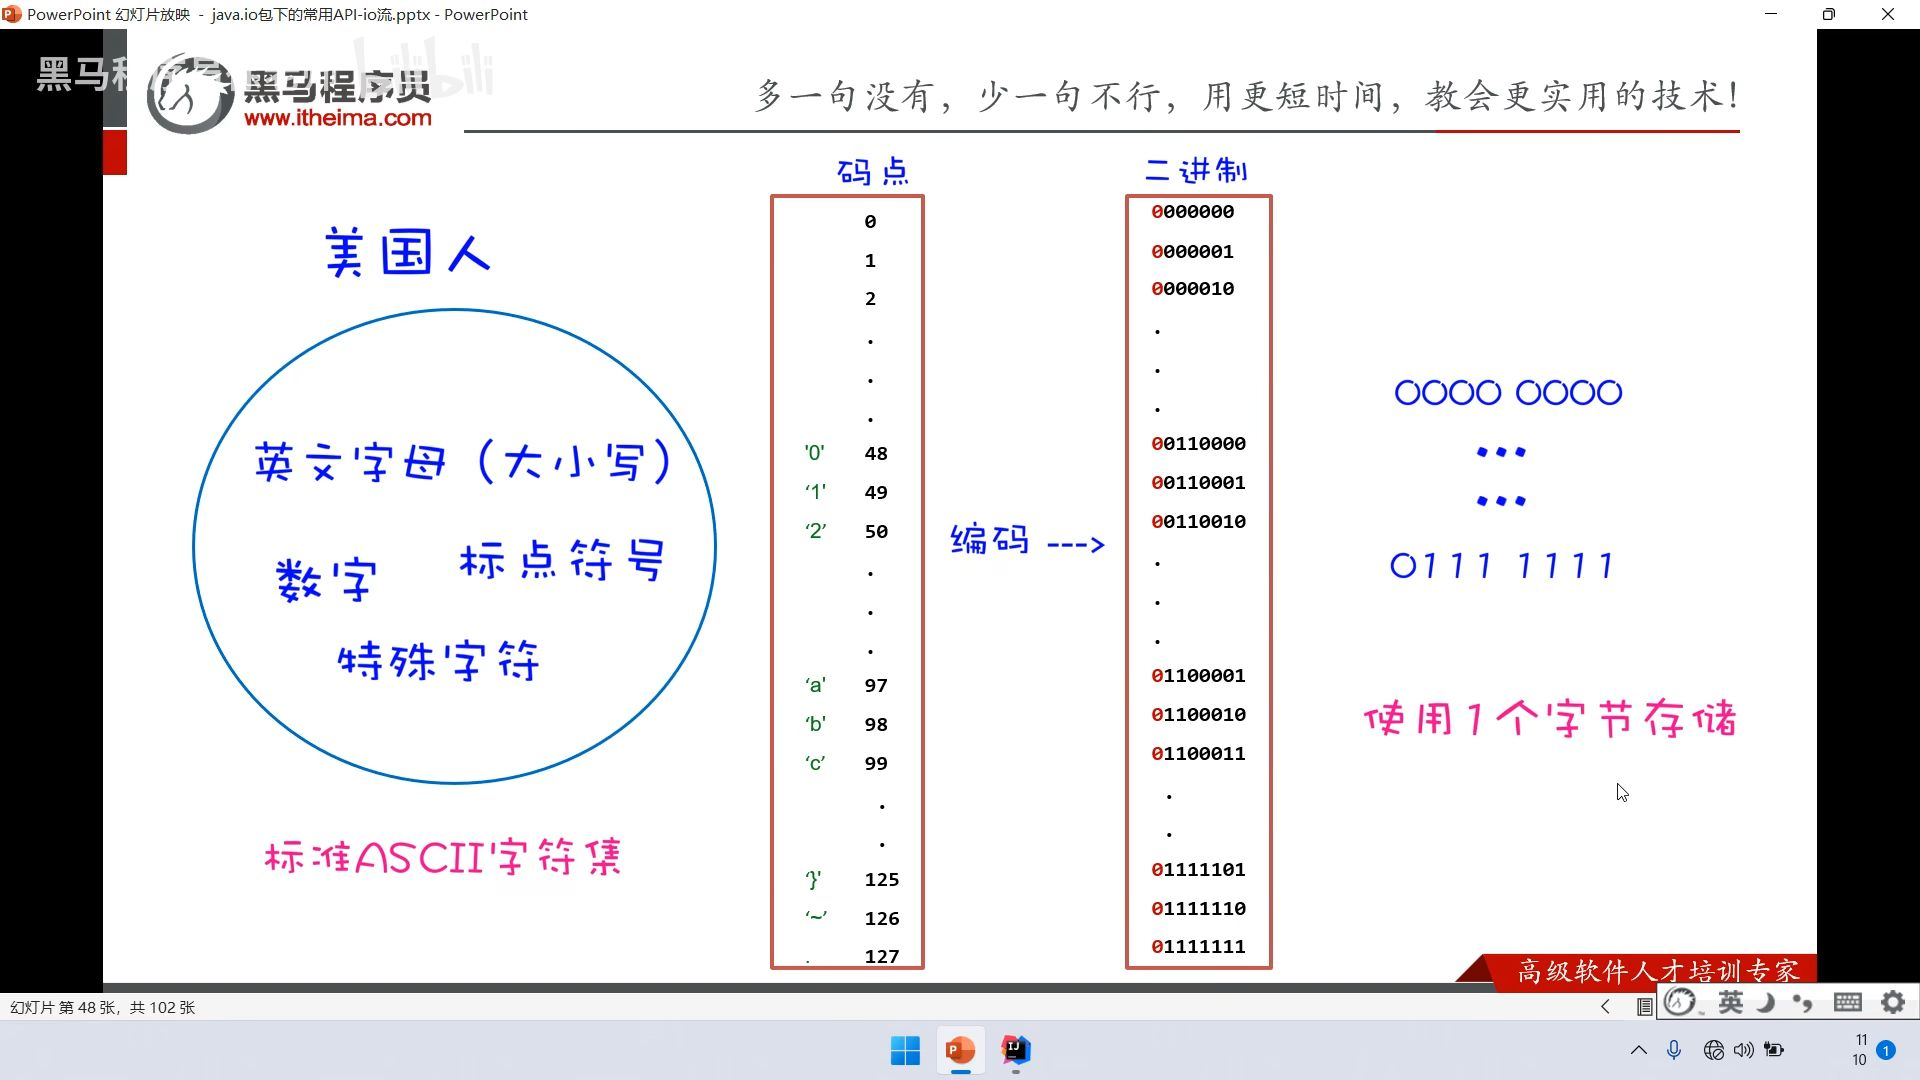 PowerPoint 幻灯片放映 - java.io包下的常用API-io流.pptx - PowerPoint
黑马程序员
bilibili
黑马程序员
www.itheima.com
多一句没有，少一句不行，用更短时间，教会更实用的技术！
美国人
英文字母（大小写）
数字
标点符号
特殊字符
标准ASCII字符集
码点
0
1
2
.
.
.
'0' 48
‘1' 49
‘2’ 50
.
.
.
‘a' 97
‘b' 98
‘c’ 99
.
.
‘}' 125
‘~’ 126
. 127
编码 --->
二进制
0000000
0000001
0000010
.
.
.
00110000
00110001
00110010
.
.
.
01100001
01100010
01100011
.
.
01111101
01111110
01111111
0000 0000
...
...
0111 1111
使用1个字节存储
高级软件人才培训专家
幻灯片 第 48 张，共 102 张
英
11
10
1